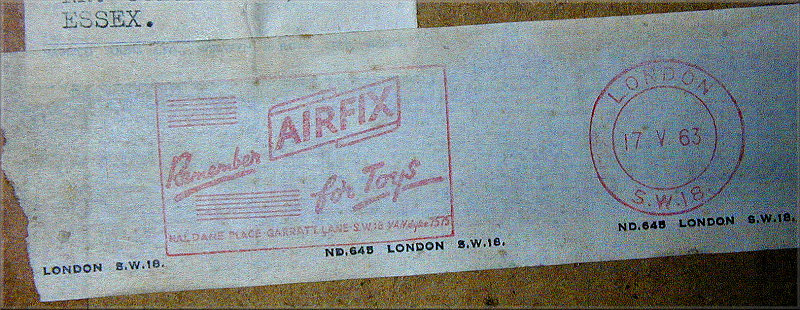 ESSEX.
AIRFIX
Remember
for Toys
HALDANE PLACE GARRATT LANE S.W.18 VANdyke 7575
LONDON
17 V 63
S.W.18.
LONDON S.W.18.
ND.645 LONDON S.W.18.
ND.645 LONDON S.W.18.